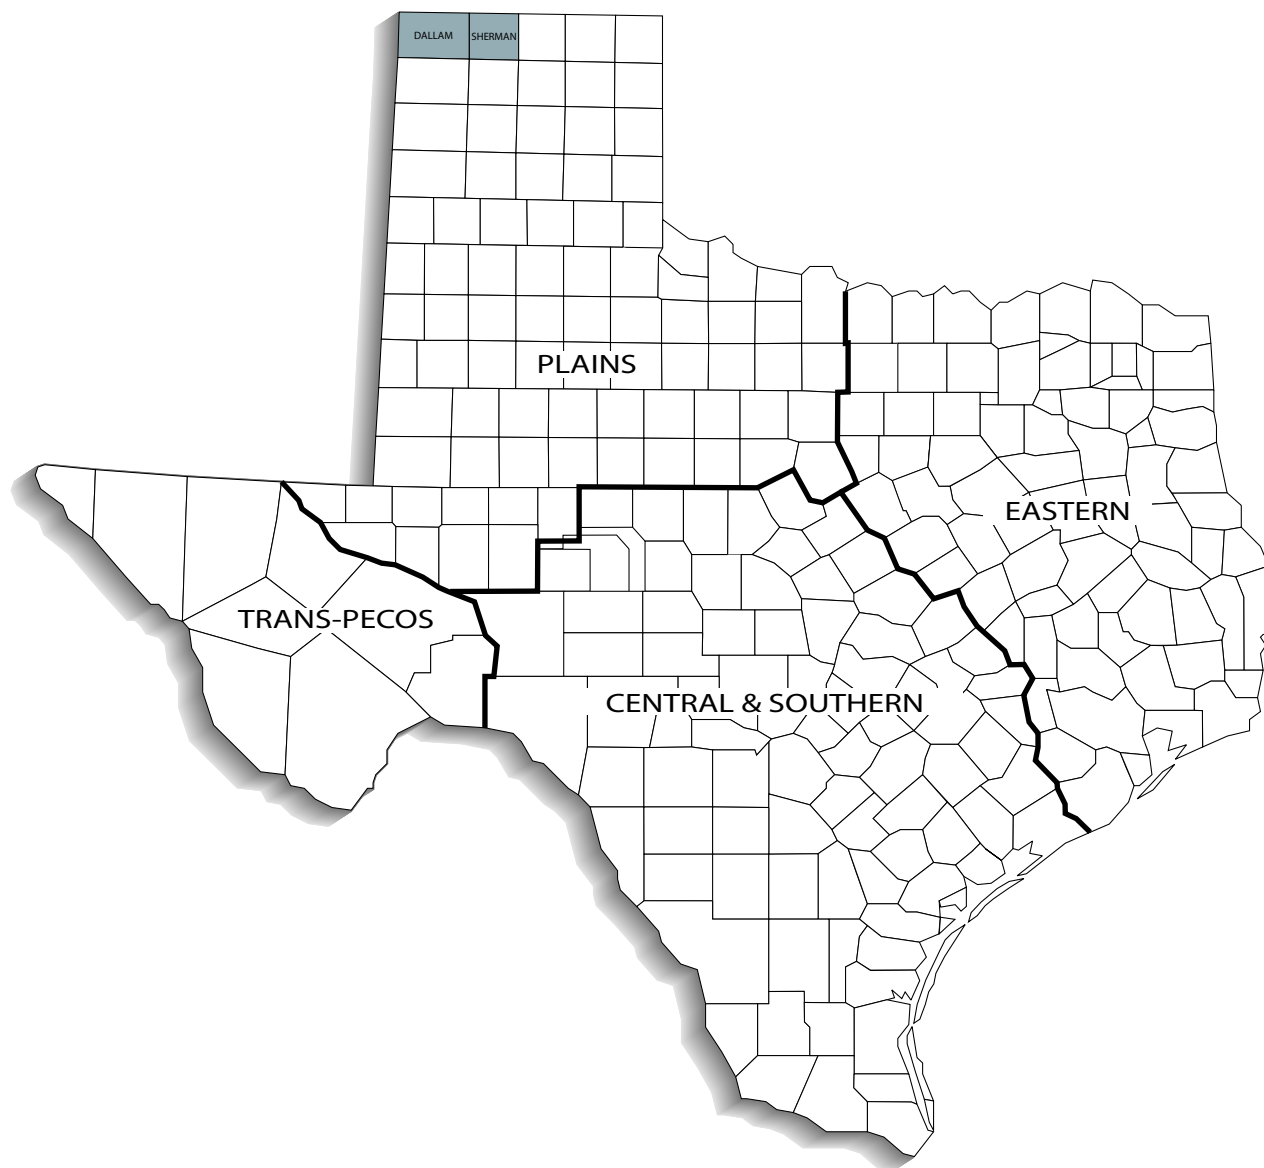 DALLAM SHERMAN
PLAINS
EASTERN
TRANS-PECOS
CENTRAL & SOUTHERN